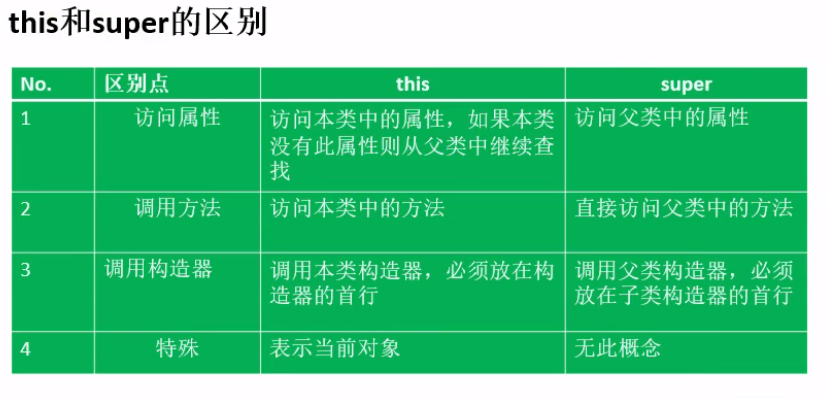 this和super的区别
No. 区别点 this super
1 访问属性 访问本类中的属性，如果本类没有此属性则从父类中继续查找 访问父类中的属性
2 调用方法 访问本类中的方法 直接访问父类中的方法
3 调用构造器 调用本类构造器，必须放在构造器的首行 调用父类构造器，必须放在子类构造器的首行
4 特殊 表示当前对象 无此概念